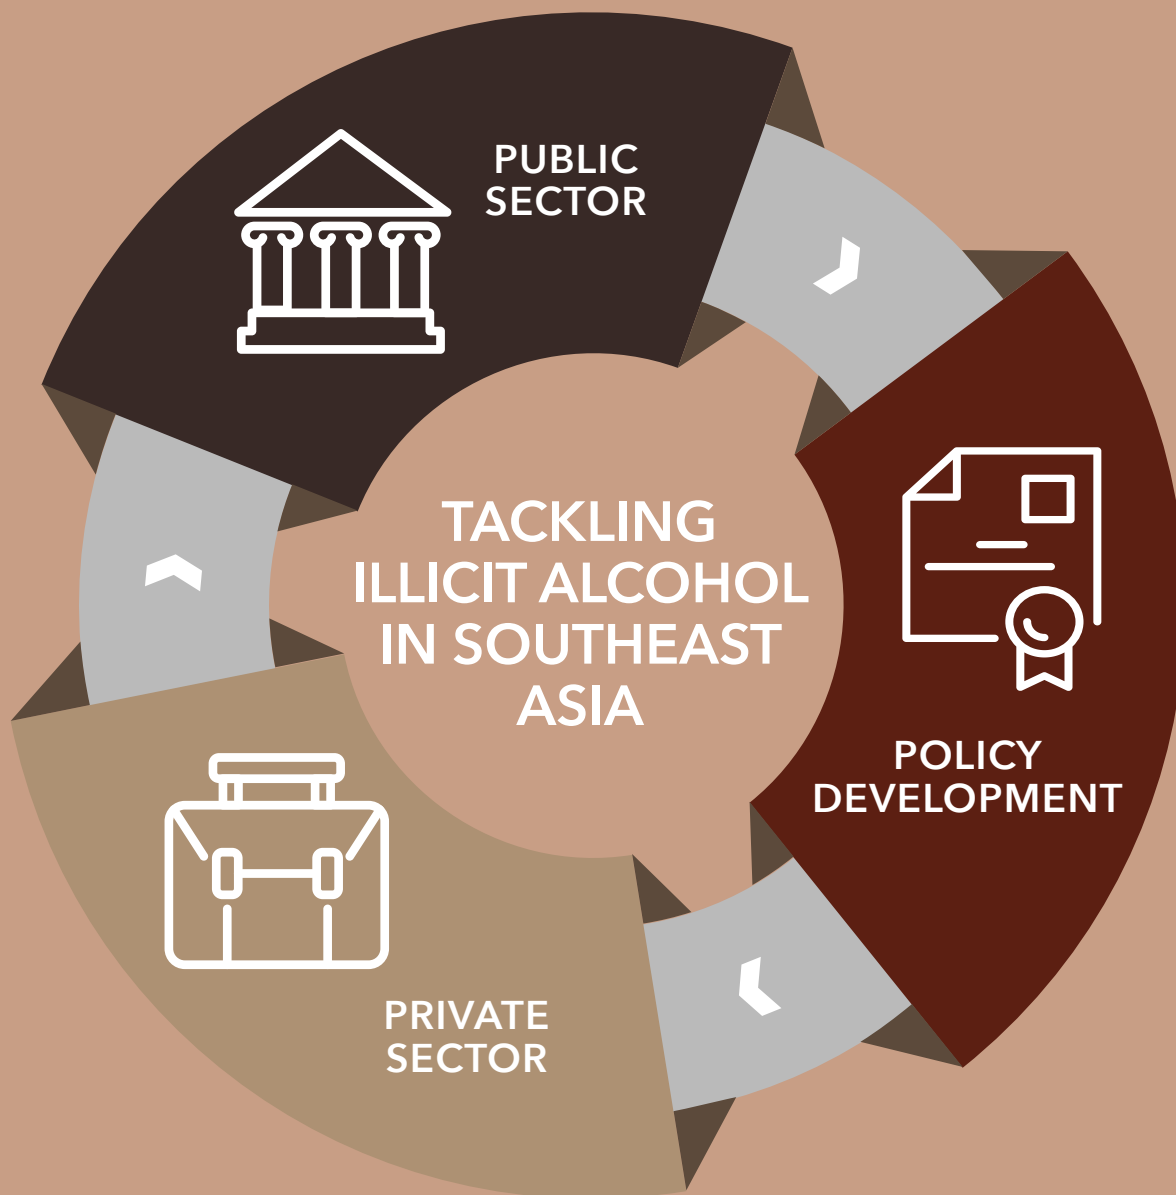 PUBLIC
SECTOR
TACKLING
ILLICIT ALCOHOL
IN SOUTHEAST
ASIA
POLICY
DEVELOPMENT
PRIVATE
SECTOR